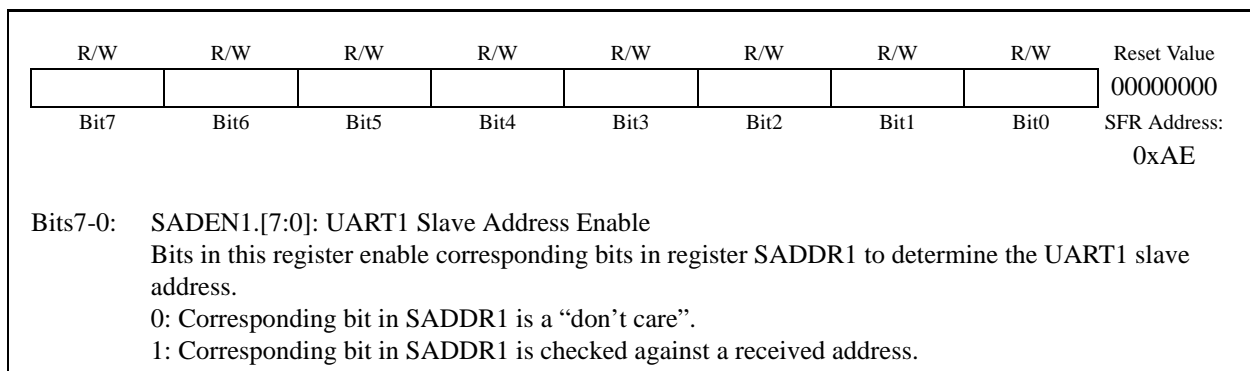 R/W R/W R/W R/W R/W R/W R/W R/W Reset Value
00000000
Bit7 Bit6 Bit5 Bit4 Bit3 Bit2 Bit1 Bit0 SFR Address:
0xAE
Bits7-0: SADEN1.[7:0]: UART1 Slave Address Enable
Bits in this register enable corresponding bits in register SADDR1 to determine the UART1 slave
address.
0: Corresponding bit in SADDR1 is a “don’t care”.
1: Corresponding bit in SADDR1 is checked against a received address.